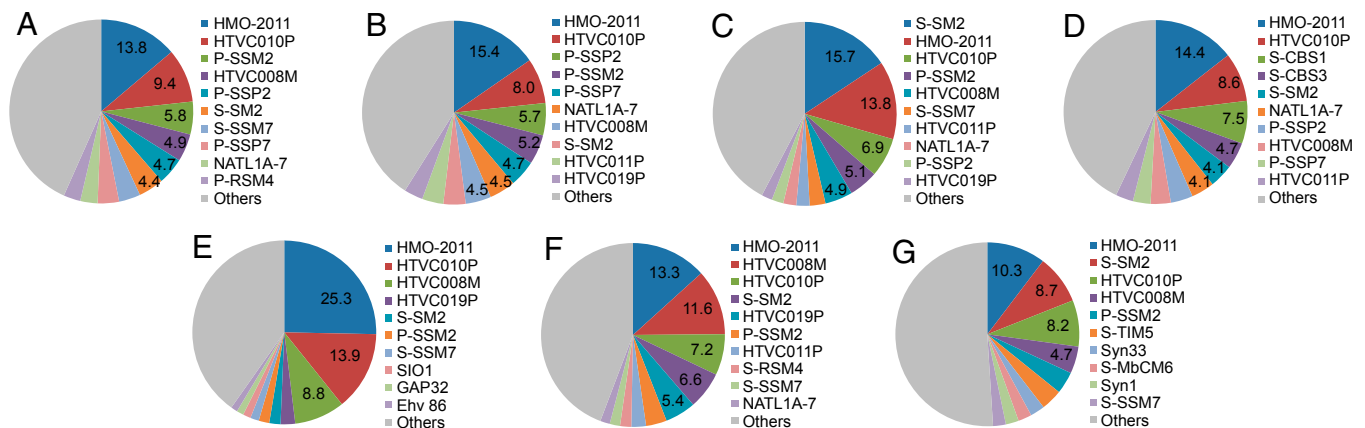 A
13.8
9.4
5.8
4.9
4.7
4.4
HMO-2011
HTVC010P
P-SSM2
HTVC008M
P-SSP2
S-SM2
S-SSM7
P-SSP7
NATL1A-7
P-RSM4
Others
B
15.4
8.0
5.7
5.2
4.7
4.5
4.5
HMO-2011
HTVC010P
P-SSP2
P-SSM2
P-SSP7
NATL1A-7
HTVC008M
S-SM2
HTVC011P
HTVC019P
Others
C
15.7
13.8
6.9
5.1
4.9
S-SM2
HMO-2011
HTVC010P
P-SSM2
HTVC008M
S-SSM7
HTVC011P
NATL1A-7
P-SSP2
HTVC019P
Others
D
14.4
8.6
7.5
4.7
4.1
4.1
HMO-2011
HTVC010P
S-CBS1
S-CBS3
S-SM2
NATL1A-7
P-SSP2
HTVC008M
P-SSP7
HTVC011P
Others
E
25.3
13.9
8.8
HMO-2011
HTVC010P
HTVC008M
HTVC019P
S-SM2
P-SSM2
S-SSM7
SIO1
GAP32
Ehv 86
Others
F
13.3
11.6
7.2
6.6
5.4
HMO-2011
HTVC008M
HTVC010P
S-SM2
HTVC019P
P-SSM2
HTVC011P
S-RSM4
S-SSM7
NATL1A-7
Others
G
10.3
8.7
8.2
4.7
HMO-2011
S-SM2
HTVC010P
HTVC008M
P-SSM2
S-TIM5
Syn33
S-MbCM6
Syn1
S-SSM7
Others